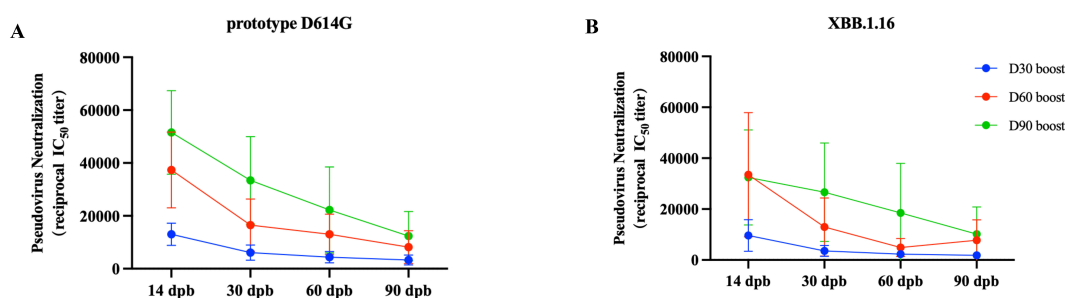 A
prototype D614G
Pseudovirus Neutralization
(reciprocal IC50 titer)
80000
60000
40000
20000
0
14 dpb 30 dpb 60 dpb 90 dpb
B
XBB.1.16
Pseudovirus Neutralization
(reciprocal IC50 titer)
80000
60000
40000
20000
0
14 dpb 30 dpb 60 dpb 90 dpb
D30 boost
D60 boost
D90 boost